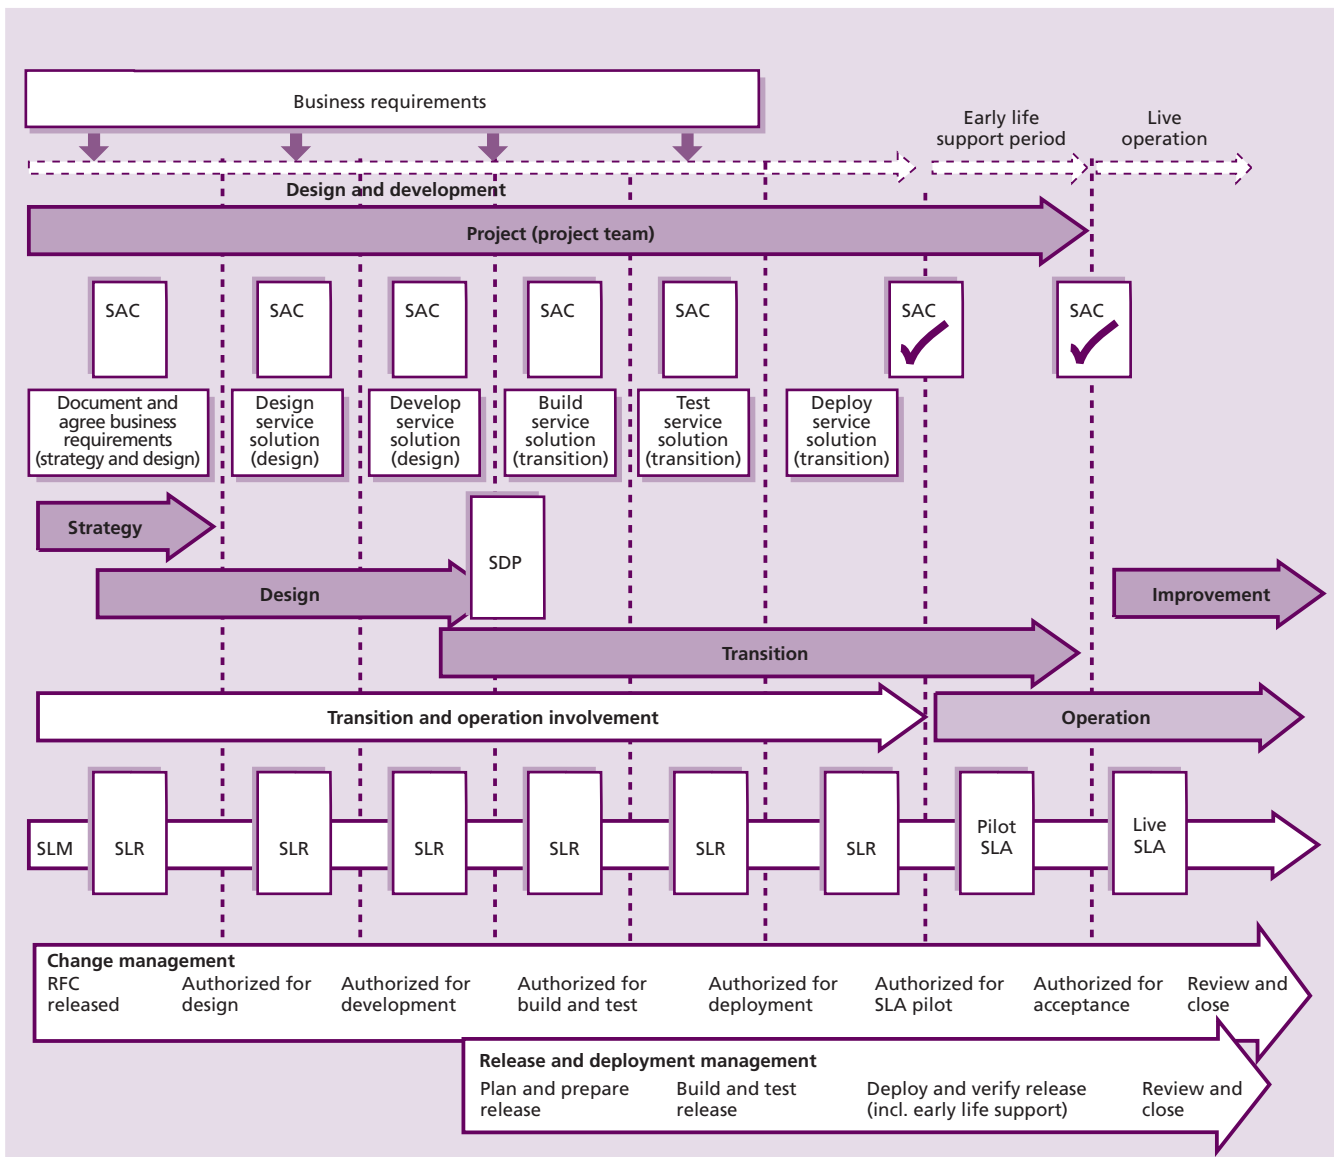 Business requirements
Early life
support period
Live
operation
Design and development
Project (project team)
SAC
SAC
SAC
SAC
SAC
SAC
SAC
Document and
agree business
requirements
(strategy and design)
Design
service
solution
(design)
Develop
service
solution
(design)
Build
service
solution
(transition)
Test
service
solution
(transition)
Deploy
service
solution
(transition)
Strategy
SDP
Design
Improvement
Transition
Transition and operation involvement
Operation
SLM
SLR
SLR
SLR
SLR
SLR
SLR
Pilot
SLA
Live
SLA
Change management
RFC
released
Authorized for
design
Authorized for
development
Authorized for
build and test
Authorized for
deployment
Authorized for
SLA pilot
Authorized for
acceptance
Review and
close
Release and deployment management
Plan and prepare
release
Build and test
release
Deploy and verify release
(incl. early life support)
Review and
close